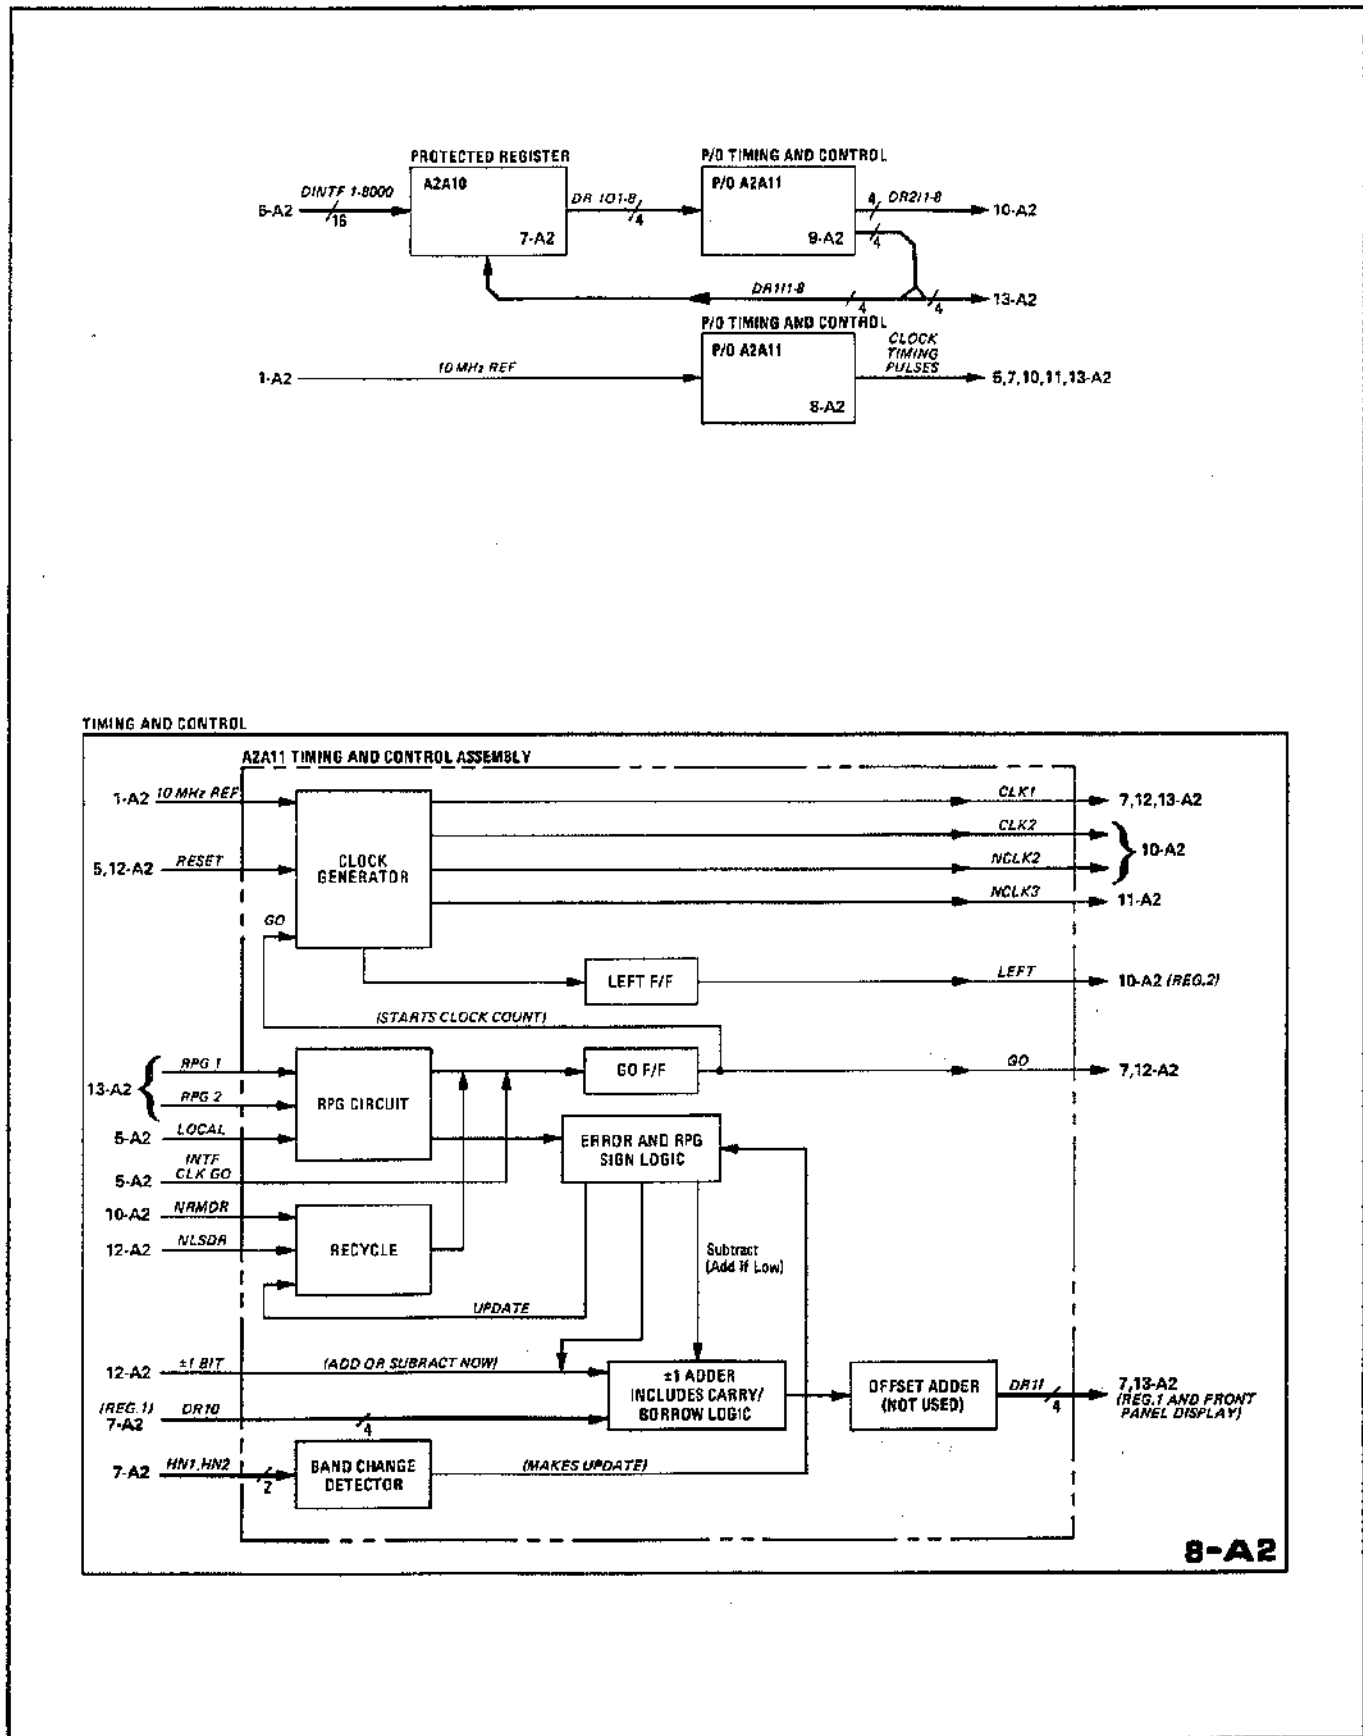 PROTECTED REGISTER
A2A10
7-A2
P/O TIMING AND CONTROL
P/O A2A11
9-A2
DINTF 1-8000
16
6-A2
DR 1O1-8
4
4 DR2I1-8
10-A2
4
DR1I1-8
4
4
13-A2
P/O TIMING AND CONTROL
P/O A2A11
8-A2
1-A2
10 MHz REF
CLOCK
TIMING
PULSES
5,7,10,11,13-A2
TIMING AND CONTROL
A2A11 TIMING AND CONTROL ASSEMBLY
1-A2 10 MHz REF
CLK1
7,12,13-A2
CLK2
10-A2
5,12-A2 RESET
CLOCK
GENERATOR
NCLK2
NCLK3
11-A2
GO
LEFT F/F
LEFT
10-A2 (REG.2)
(STARTS CLOCK COUNT)
13-A2
RPG 1
RPG 2
RPG CIRCUIT
GO F/F
GO
7,12-A2
5-A2 LOCAL
ERROR AND RPG
SIGN LOGIC
INTF
5-A2 CLK GO
10-A2 NRMDR
12-A2 NLSDR
RECYCLE
Subtract
(Add if Low)
UPDATE
12-A2 ±1 BIT
(ADD OR SUBTRACT NOW)
(REG.1)
7-A2
DR1O
4
±1 ADDER
INCLUDES CARRY/
BORROW LOGIC
OFFSET ADDER
(NOT USED)
DR1I
4
7,13-A2
(REG.1 AND FRONT
PANEL DISPLAY)
7-A2 HN1,HN2
2
BAND CHANGE
DETECTOR
(MAKES UPDATE)
8-A2